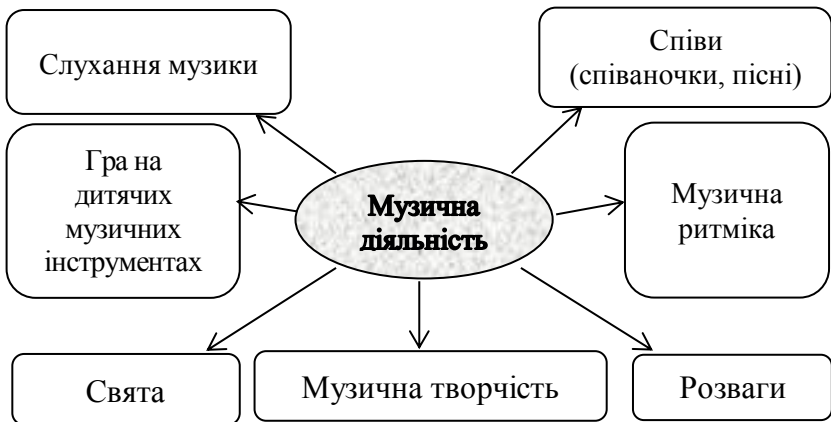 Слухання музики
Співи
(співаночки, пісні)
Гра на
дитячих
музичних
інструментах
Музична
діяльність
Музична
ритміка
Свята
Музична творчість
Розваги